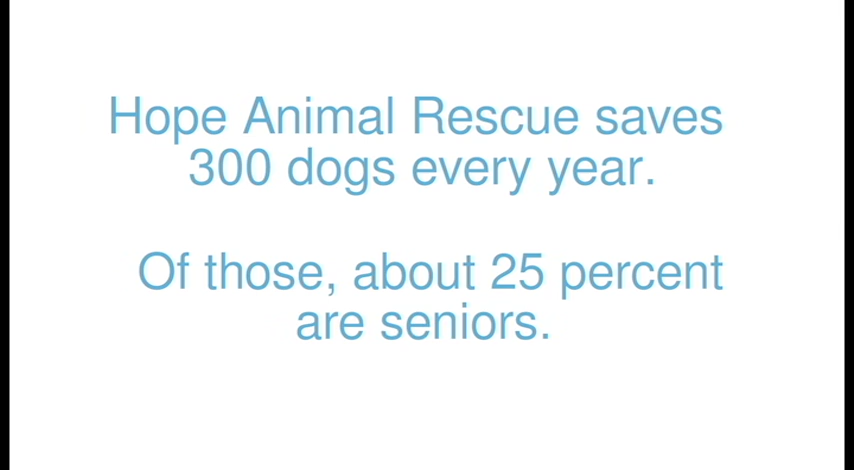 Hope Animal Rescue saves
300 dogs every year.
Of those, about 25 percent
are seniors.